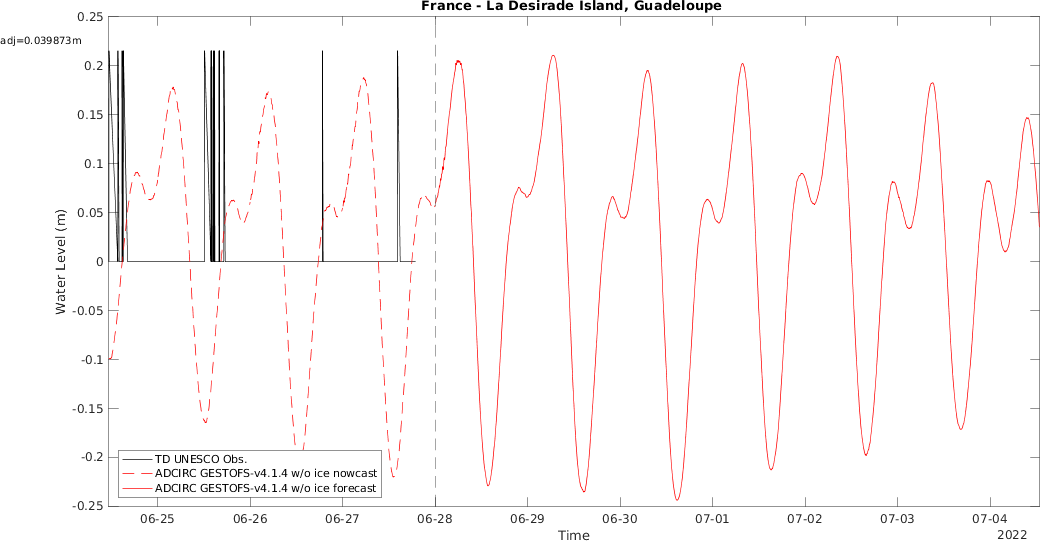 France - La Desirade Island, Guadeloupe
adj=0.039873m
Water Level (m)
0.25
0.2
0.15
0.1
0.05
0
-0.05
-0.1
-0.15
-0.2
-0.25
TD UNESCO Obs.
ADCIRC GESTOFS-v4.1.4 w/o ice nowcast
ADCIRC GESTOFS-v4.1.4 w/o ice forecast
06-25 06-26 06-27 06-28 06-29 06-30 07-01 07-02 07-03 07-04
Time
2022